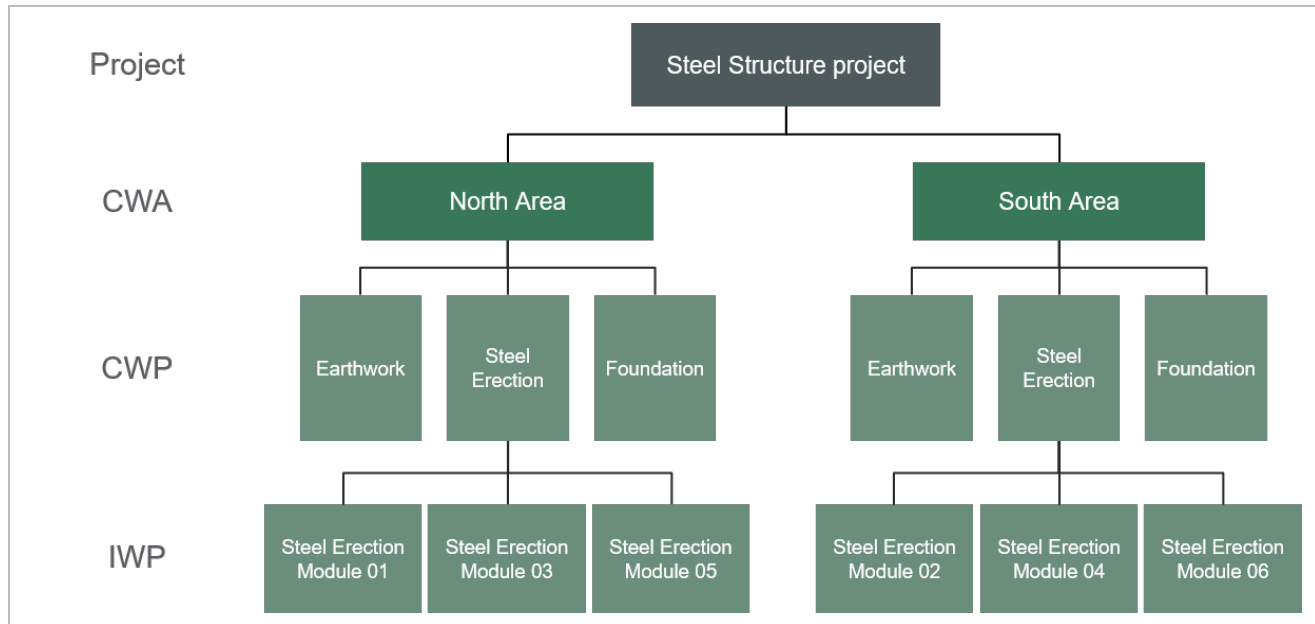 Project
Steel Structure project
CWA
North Area
South Area
CWP
Earthwork
Steel
Erection
Foundation
Earthwork
Steel
Erection
Foundation
IWP
Steel Erection
Module 01
Steel Erection
Module 03
Steel Erection
Module 05
Steel Erection
Module 02
Steel Erection
Module 04
Steel Erection
Module 06